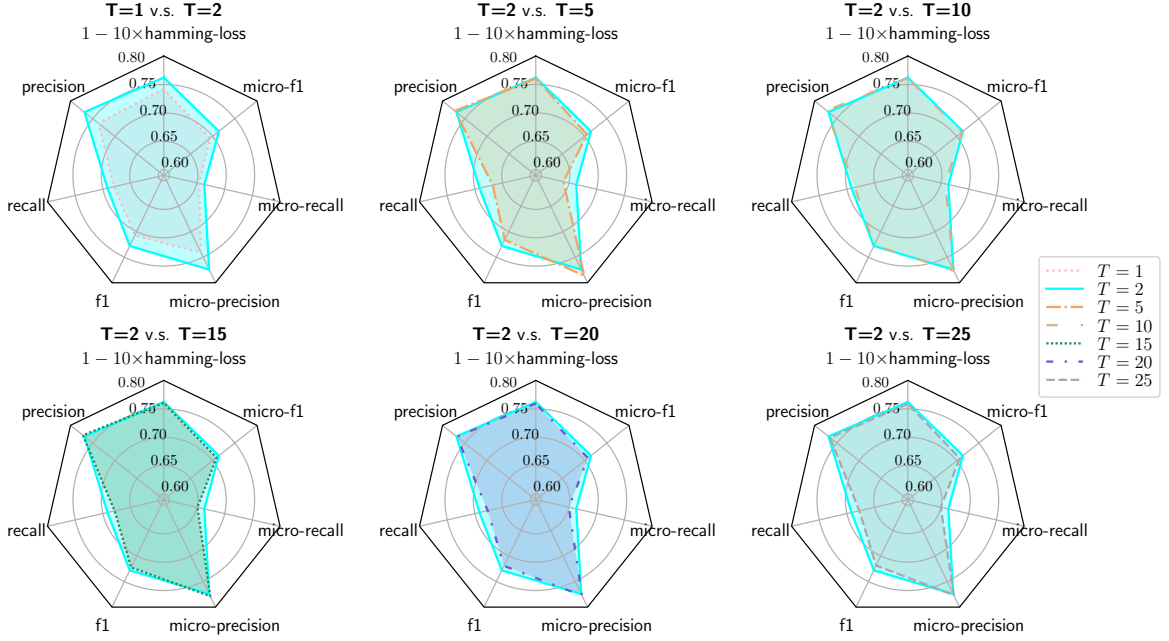 T=1 v.s. T=2
1 − 10×hamming-loss
0.80
precision
micro-f1
0.75
0.70
0.65
0.60
recall
micro-recall
f1
micro-precision
T=2 v.s. T=5
1 − 10×hamming-loss
0.80
precision
micro-f1
0.75
0.70
0.65
0.60
recall
micro-recall
f1
micro-precision
T=2 v.s. T=10
1 − 10×hamming-loss
0.80
precision
micro-f1
0.75
0.70
0.65
0.60
recall
micro-recall
f1
micro-precision
T = 1
T = 2
T = 5
T = 10
T = 15
T = 20
T = 25
T=2 v.s. T=15
1 − 10×hamming-loss
0.80
precision
micro-f1
0.75
0.70
0.65
0.60
recall
micro-recall
f1
micro-precision
T=2 v.s. T=20
1 − 10×hamming-loss
0.80
precision
micro-f1
0.75
0.70
0.65
0.60
recall
micro-recall
f1
micro-precision
T=2 v.s. T=25
1 − 10×hamming-loss
0.80
precision
micro-f1
0.75
0.70
0.65
0.60
recall
micro-recall
f1
micro-precision